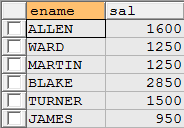 ename sal
ALLEN 1600
WARD 1250
MARTIN 1250
BLAKE 2850
TURNER 1500
JAMES 950